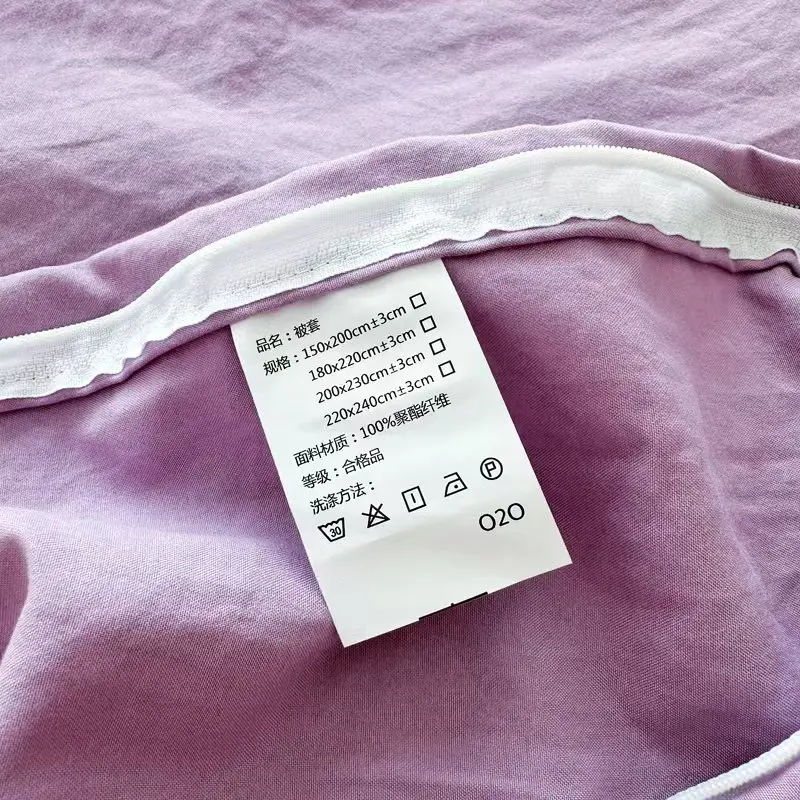 品名：被套
规格：150x200cm±3cm
180x220cm±3cm
200x230cm±3cm
220x240cm±3cm
面料材质：100%聚酯纤维
等级：合格品
洗涤方法：
30 P
O2O